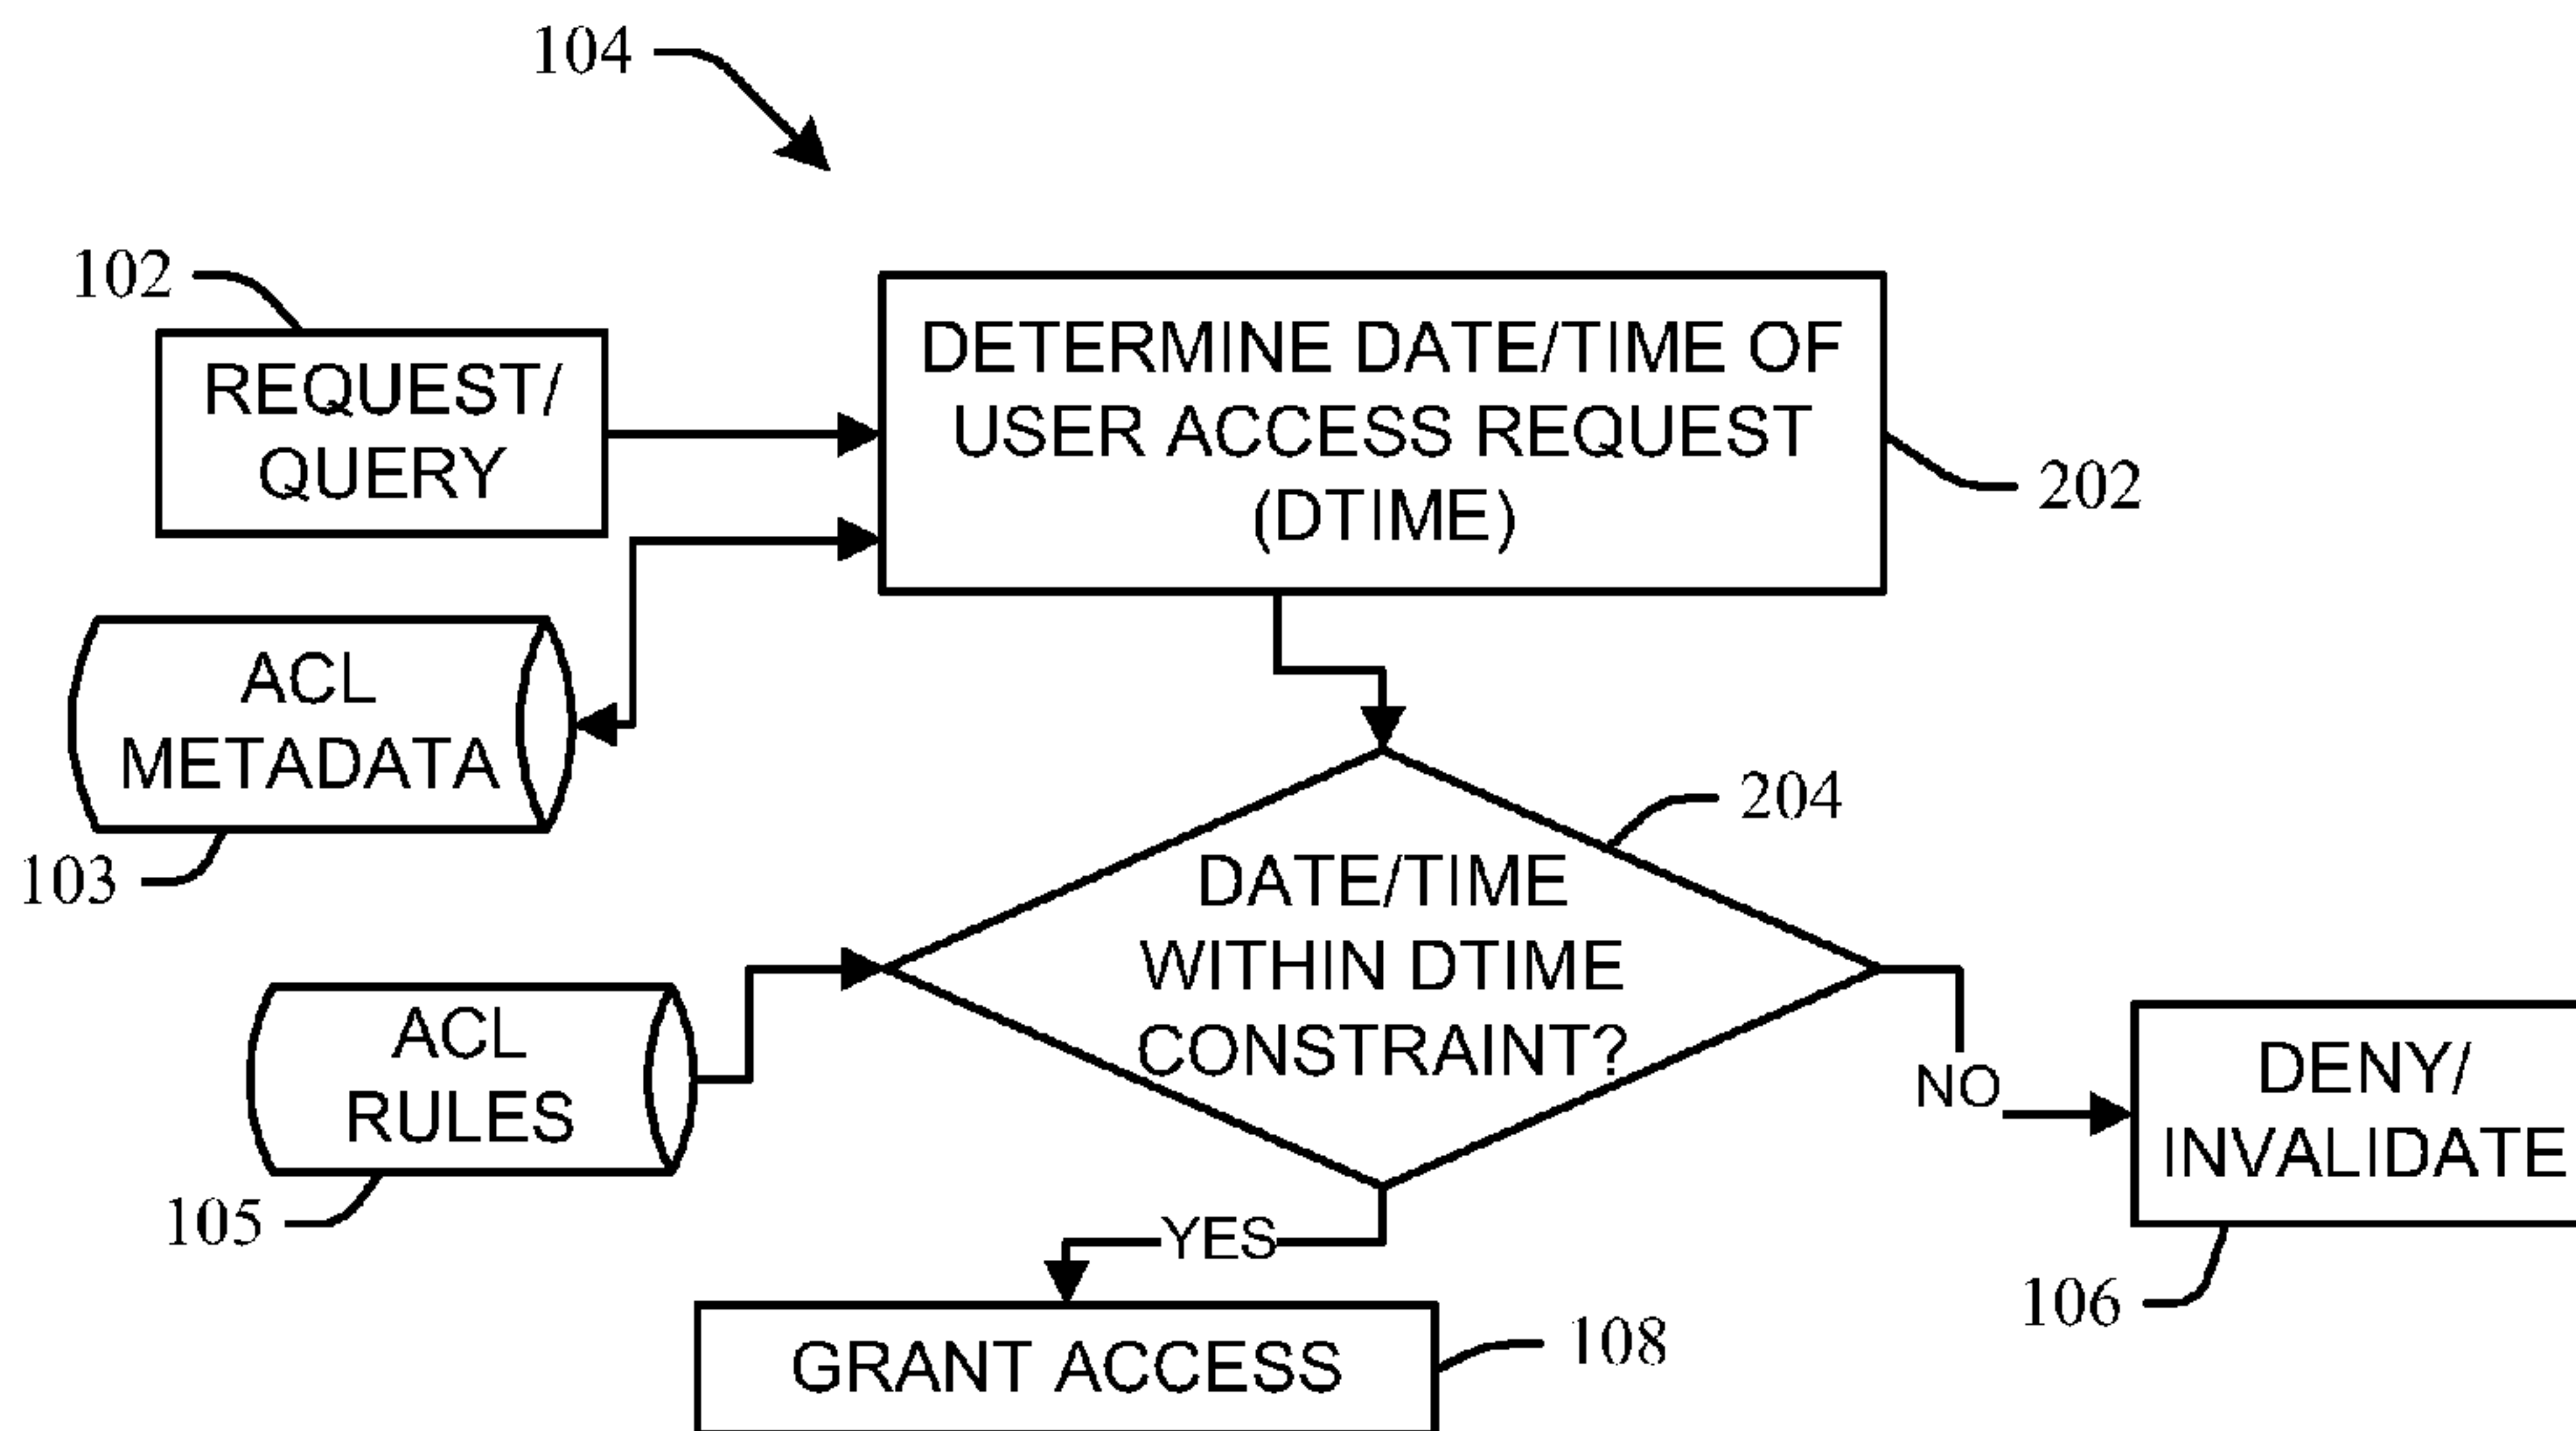 104
102
REQUEST/
QUERY
DETERMINE DATE/TIME OF
USER ACCESS REQUEST
(DTIME)
202
ACL
METADATA
103
204
DATE/TIME
WITHIN DTIME
CONSTRAINT?
ACL
RULES
105
NO
DENY/
INVALIDATE
106
YES
GRANT ACCESS
108